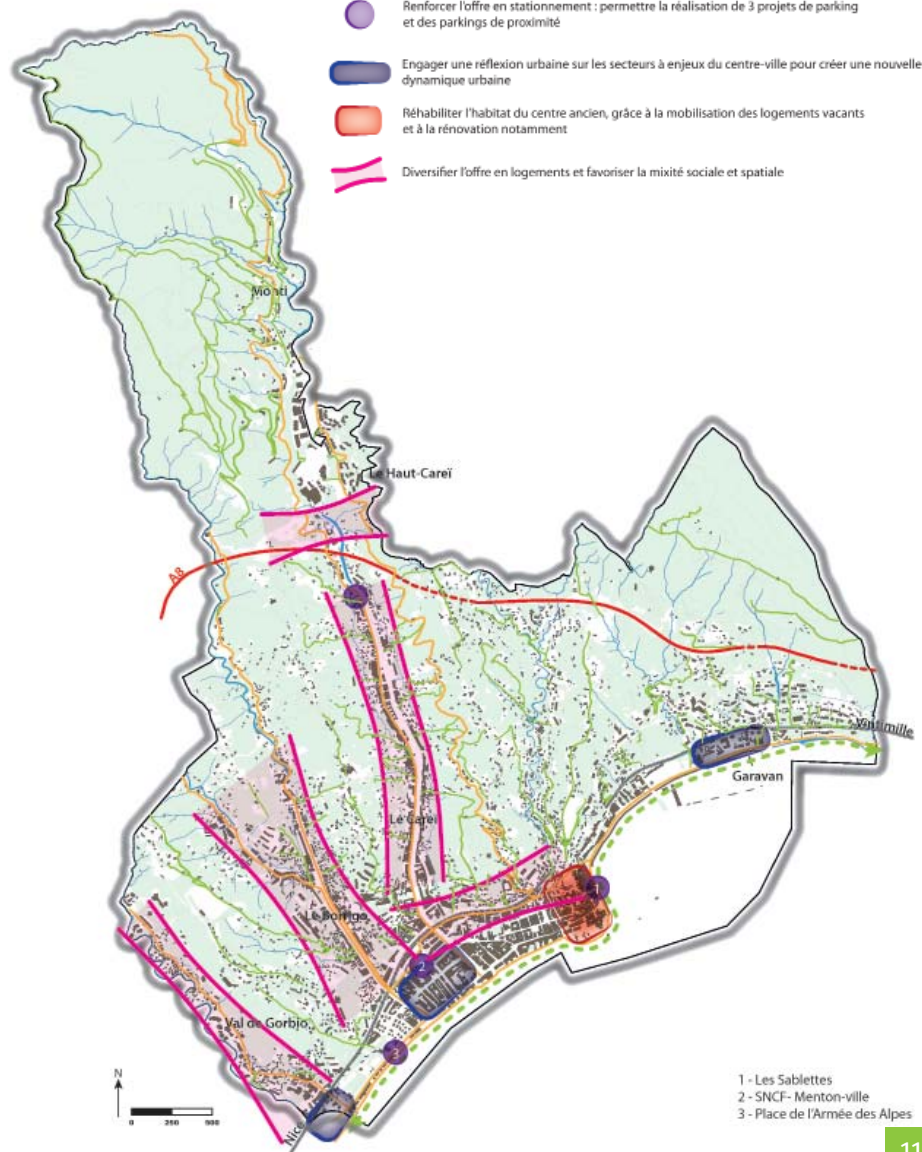 Renforcer l'offre en stationnement : permettre la réalisation de 3 projets de parking
et des parkings de proximité
Engager une réflexion urbaine sur les secteurs à enjeux du centre-ville pour créer une nouvelle
dynamique urbaine
Réhabiliter l'habitat du centre ancien, grâce à la mobilisation des logements vacants
et à la rénovation notamment
Diversifier l'offre en logements et favoriser la mixité sociale et spatiale
Monti
Le Haut-Careï
A8
Vintimille
Garavan
Le Careï
1
Le Borrigo
2
Val de Gorbio
3
N
0 250 500
Nice
1 - Les Sablettes
2 - SNCF- Menton-ville
3 - Place de l'Armée des Alpes
11